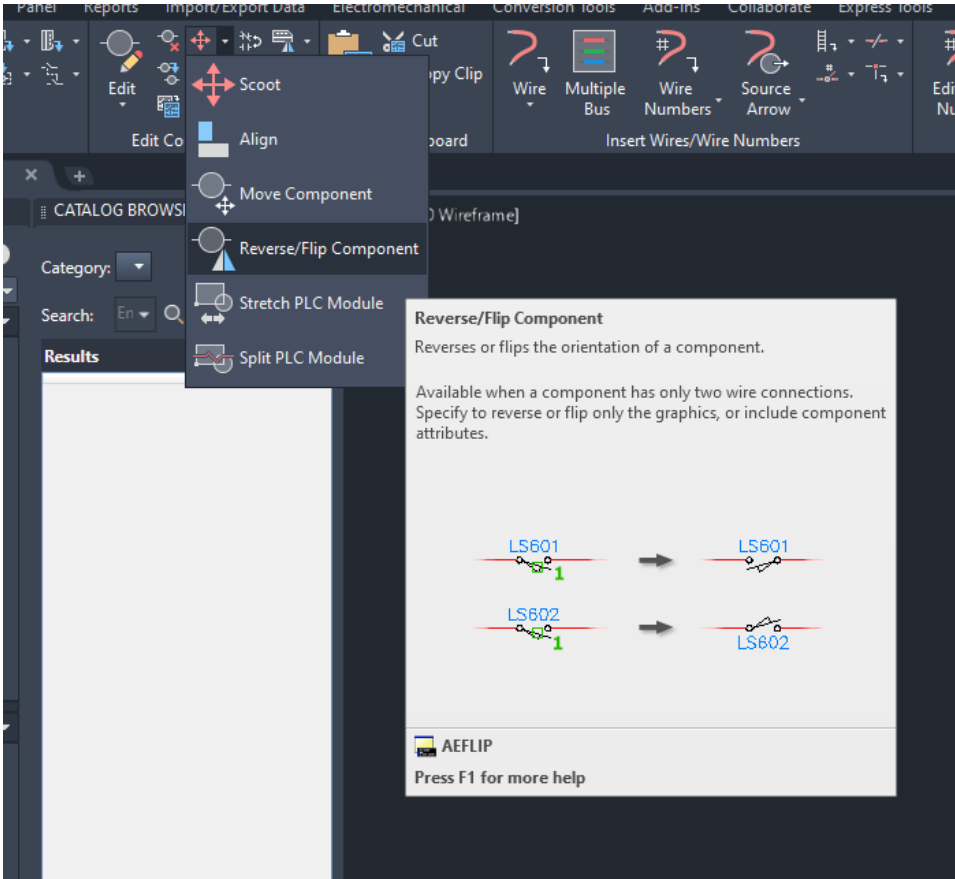 Panel Reports Import/Export Data Electromechanical Conversion Tools Add-Ins Collaborate Express Tools
Cut
Copy Clip
Edit
Wire
Multiple
Bus
Wire
Numbers
Source
Arrow
Insert Wires/Wire Numbers
Scoot
Align
Move Component
Reverse/Flip Component
Stretch PLC Module
Split PLC Module
CATALOG BROWS
Category:
Search:
Results
Wireframe]
Reverse/Flip Component
Reverses or flips the orientation of a component.
Available when a component has only two wire connections.
Specify to reverse or flip only the graphics, or include component
attributes.
LS601
1
LS601
LS602
1
LS602
AEFLIP
Press F1 for more help